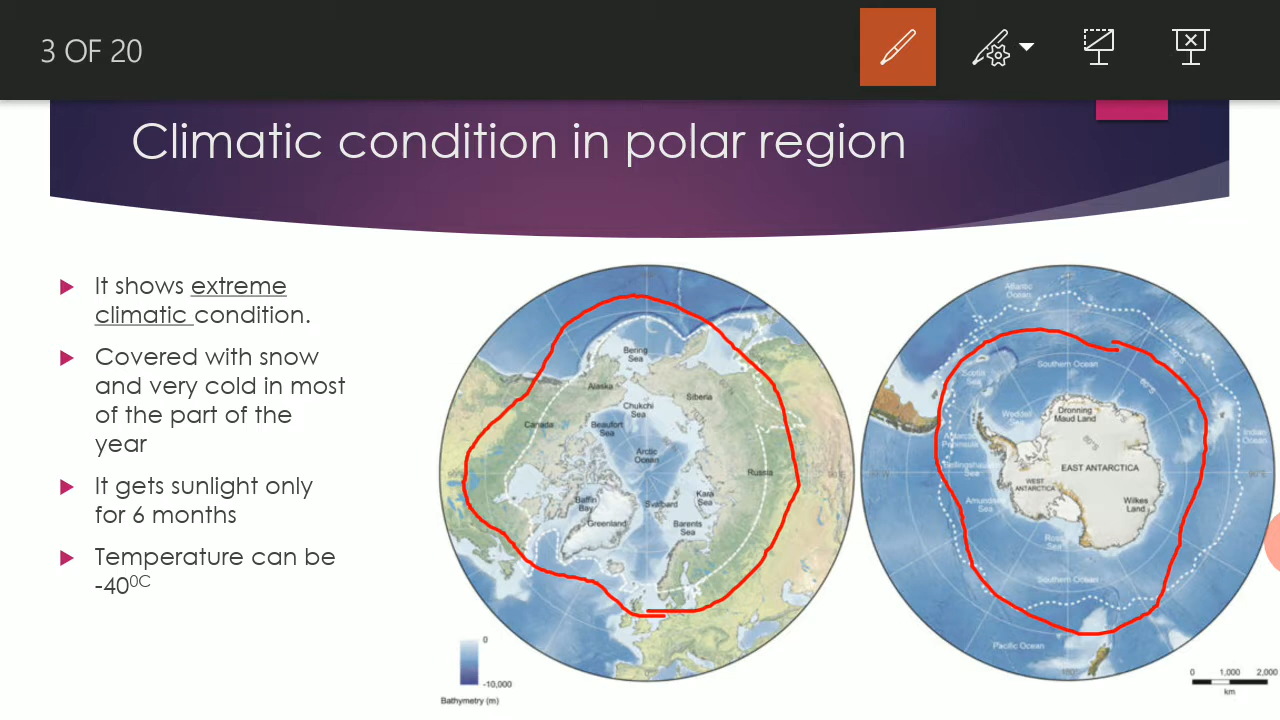 3 OF 20
Climatic condition in polar region
It shows extreme
climatic condition.
Covered with snow
and very cold in most
of the part of the
year
It gets sunlight only
for 6 months
Temperature can be
-40⁰ᶜ
Bering
Sea
Alaska
Siberia
Chukchi
Sea
Canada
Beaufort
Sea
Arctic
Ocean
Russia
Baffin
Bay
Svalbard
Kara
Sea
Greenland
Barents
Sea
0
-10,000
Bathymetry (m)
Atlantic
Ocean
Southern Ocean
Scotia
Sea
Weddell
Sea
Dronning
Maud Land
Indian
Ocean
Antarctic
Peninsula
EAST ANTARCTICA
WEST
ANTARCTICA
Amundsen
Sea
Wilkes
Land
Ross
Sea
Southern Ocean
Pacific Ocean
0 1,000 2,000
km